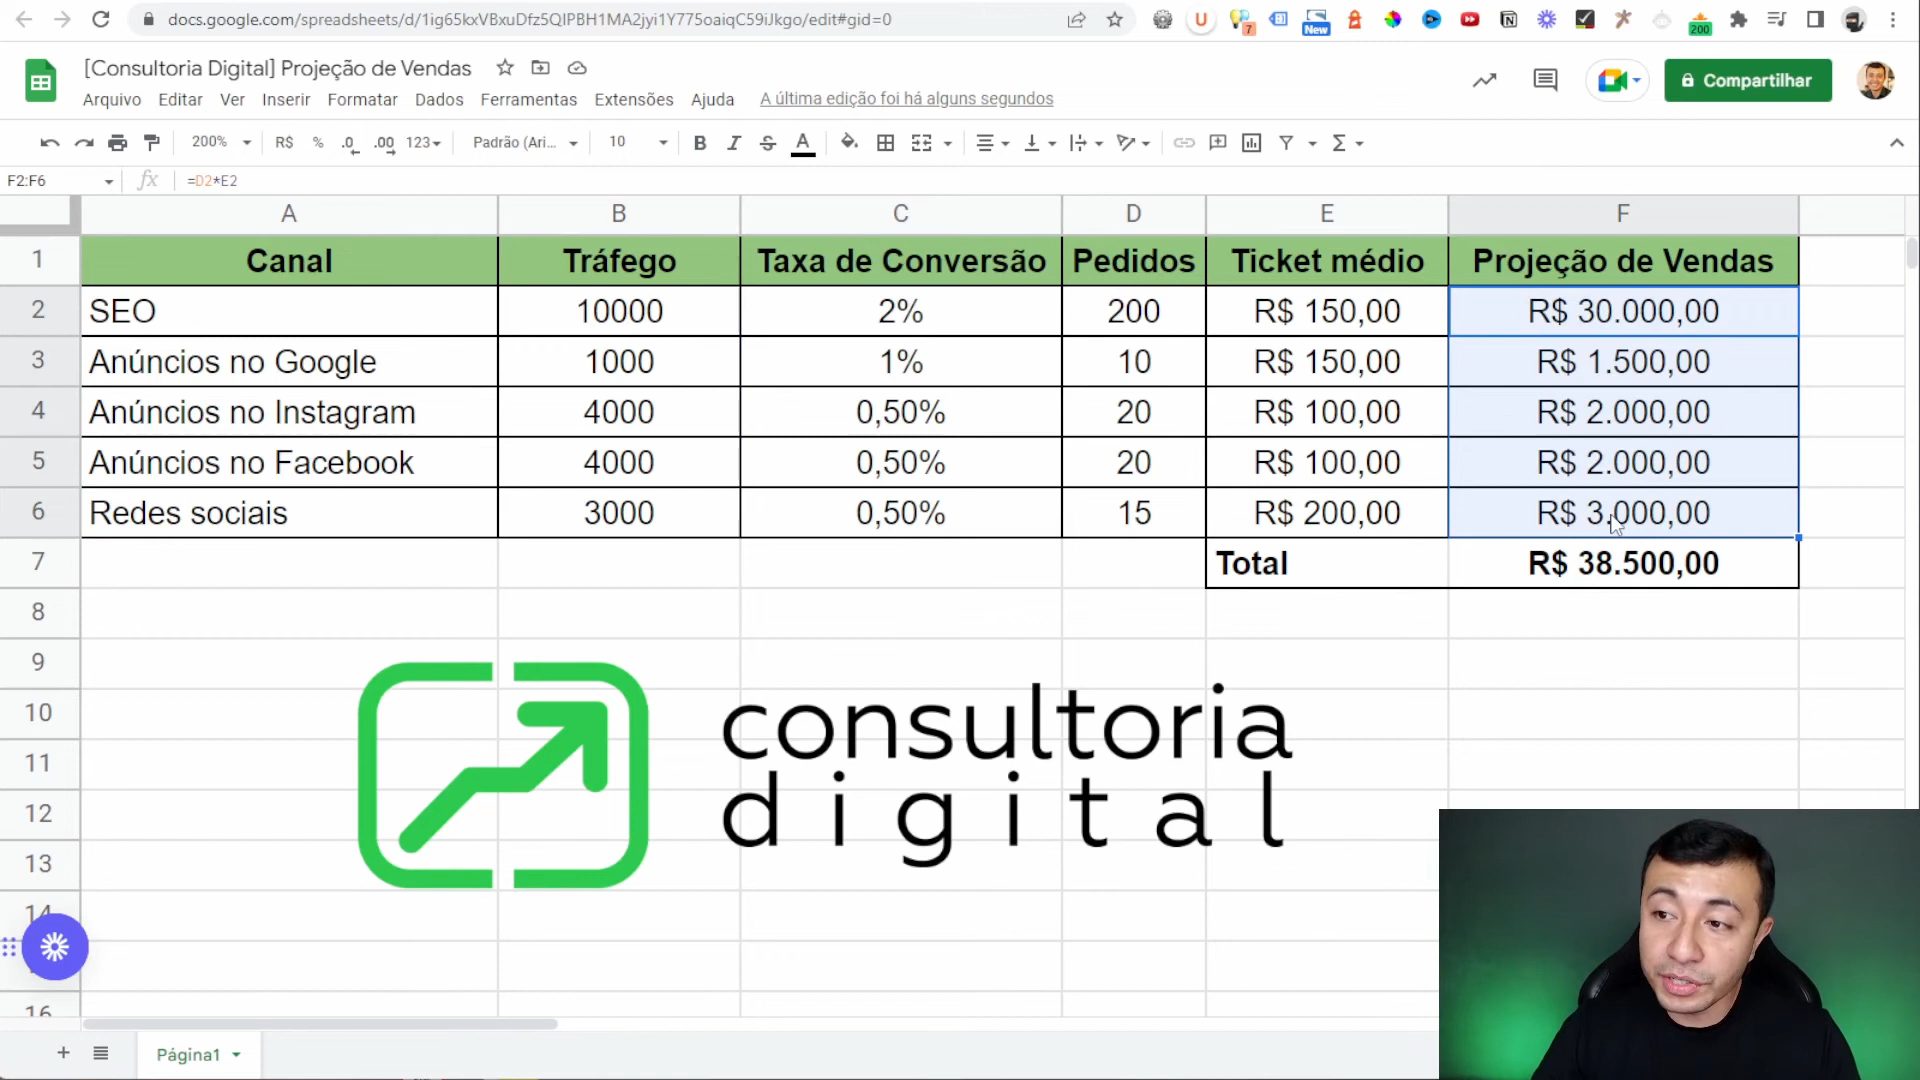 docs.google.com/spreadsheets/d/1ig65kxVBxuDfz5QIPBH1MA2jyi1Y775oaiqC59iJkgo/edit#gid=0
U
7
New
200
[Consultoria Digital] Projeção de Vendas
Arquivo Editar Ver Inserir Formatar Dados Ferramentas Extensões Ajuda A última edição foi há alguns segundos
Compartilhar
200% R$ % .0 .00 123 Padrão (Ari... 10 B I S A Σ
F2:F6 fx =D2*E2
A B C D E F
1 Canal Tráfego Taxa de Conversão Pedidos Ticket médio Projeção de Vendas
2 SEO 10000 2% 200 R$ 150,00 R$ 30.000,00
3 Anúncios no Google 1000 1% 10 R$ 150,00 R$ 1.500,00
4 Anúncios no Instagram 4000 0,50% 20 R$ 100,00 R$ 2.000,00
5 Anúncios no Facebook 4000 0,50% 20 R$ 100,00 R$ 2.000,00
6 Redes sociais 3000 0,50% 15 R$ 200,00 R$ 3.000,00
7 Total R$ 38.500,00
8
9
10
11
12
13
14
16
consultoria
digital
Página1